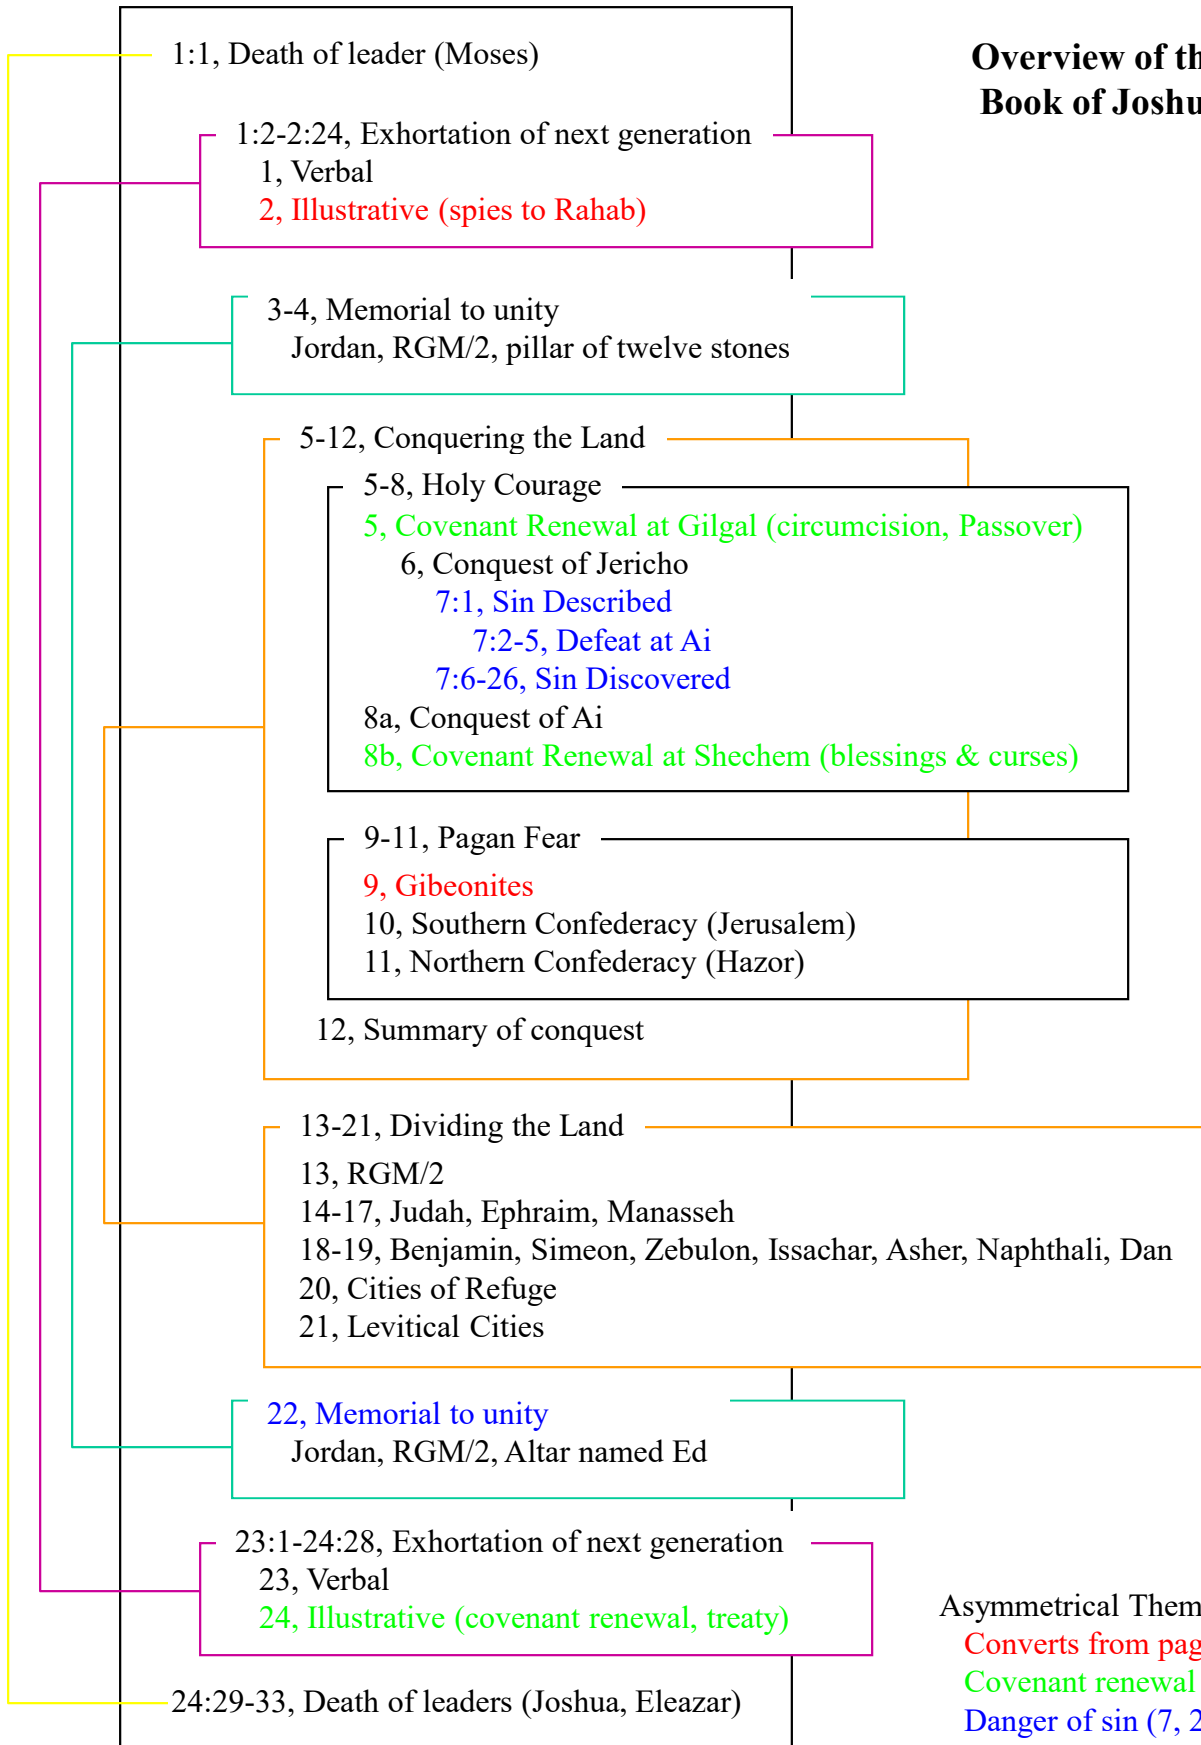 1:1, Death of leader (Moses)
Overview of th
Book of Joshu
1:2-2:24, Exhortation of next generation
1, Verbal
2, Illustrative (spies to Rahab)
3-4, Memorial to unity
Jordan, RGM/2, pillar of twelve stones
5-12, Conquering the Land
5-8, Holy Courage
5, Covenant Renewal at Gilgal (circumcision, Passover)
6, Conquest of Jericho
7:1, Sin Described
7:2-5, Defeat at Ai
7:6-26, Sin Discovered
8a, Conquest of Ai
8b, Covenant Renewal at Shechem (blessings & curses)
9-11, Pagan Fear
9, Gibeonites
10, Southern Confederacy (Jerusalem)
11, Northern Confederacy (Hazor)
12, Summary of conquest
13-21, Dividing the Land
13, RGM/2
14-17, Judah, Ephraim, Manasseh
18-19, Benjamin, Simeon, Zebulon, Issachar, Asher, Naphthali, Dan
20, Cities of Refuge
21, Levitical Cities
22, Memorial to unity
Jordan, RGM/2, Altar named Ed
23:1-24:28, Exhortation of next generation
23, Verbal
24, Illustrative (covenant renewal, treaty)
24:29-33, Death of leaders (Joshua, Eleazar)
Asymmetrical Them
Converts from pag
Covenant renewal
Danger of sin (7, 2